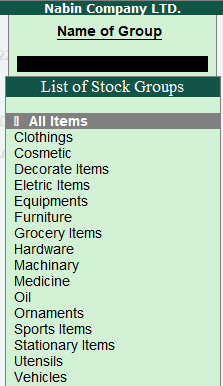 Nabin Company LTD.
Name of Group
List of Stock Groups
All Items
Clothings
Cosmetic
Decorate Items
Eletric Items
Equipments
Furniture
Grocery Items
Hardware
Machinary
Medicine
Oil
Ornaments
Sports Items
Stationary Items
Utensils
Vehicles